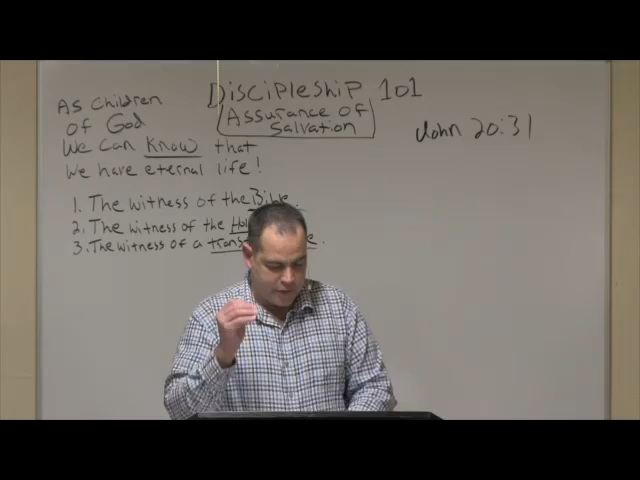 Discipleship 101
Assurance of
Salvation
As Children
of God
We can know that
We have eternal life!
1. The witness of the Bible.
2. The witness of the
3. The witness of a
John 20:31